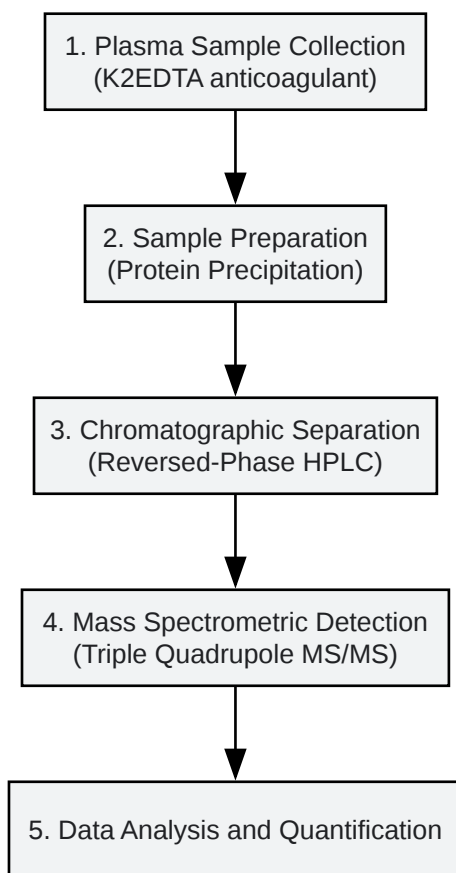 1. Plasma Sample Collection
(K2EDTA anticoagulant)
2. Sample Preparation
(Protein Precipitation)
3. Chromatographic Separation
(Reversed-Phase HPLC)
4. Mass Spectrometric Detection
(Triple Quadrupole MS/MS)
5. Data Analysis and Quantification